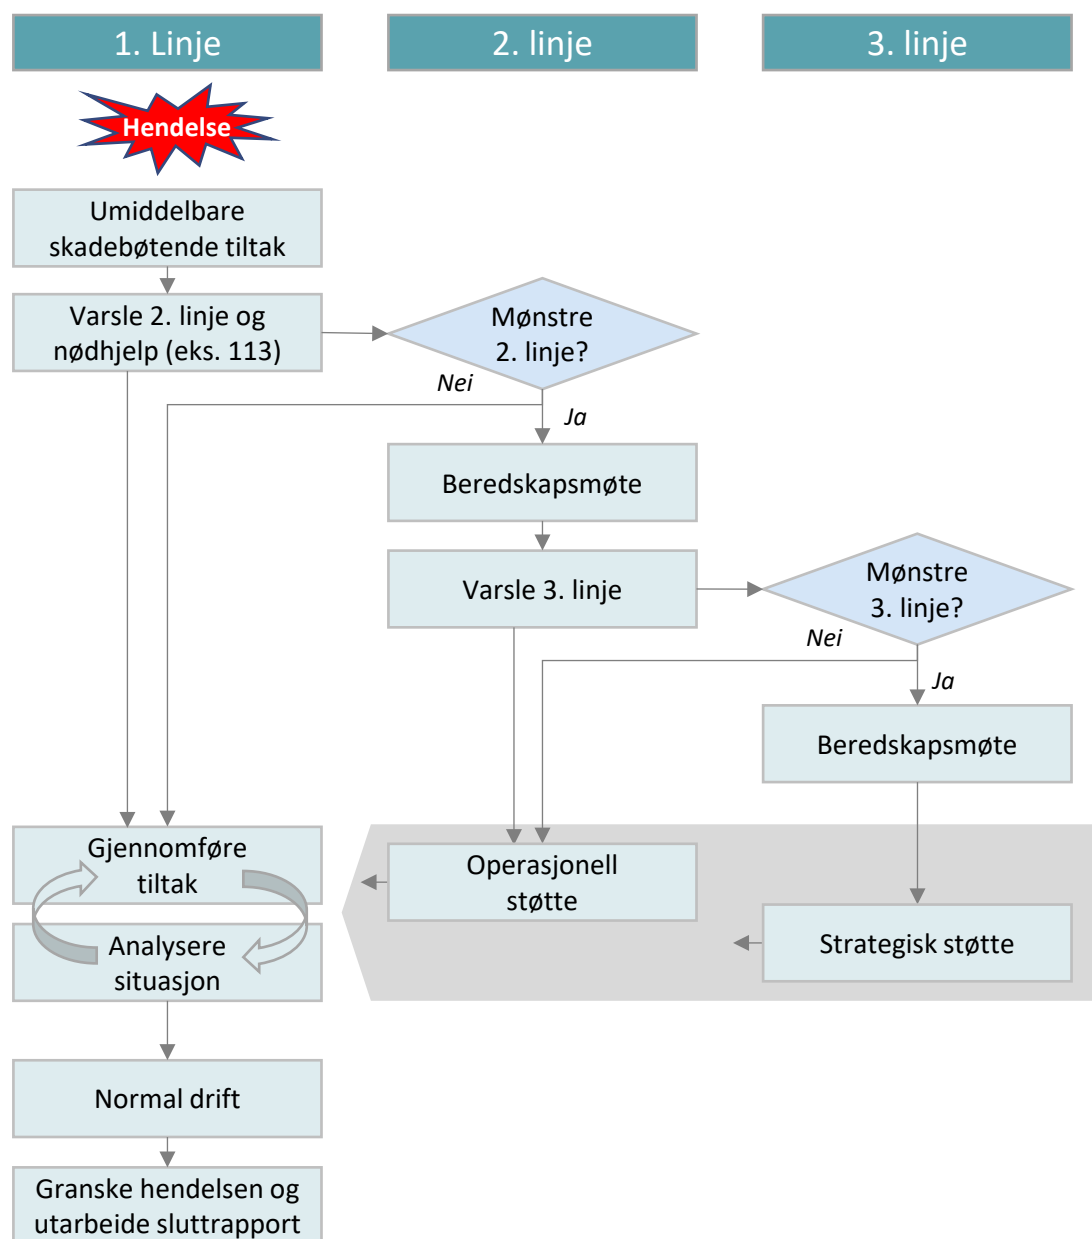 1. Linje
2. linje
3. linje
Hendelse
Umiddelbare
skadebøtende tiltak
Varsle 2. linje og
nødhjelp (eks. 113)
Mønstre
2. linje?
Nei
Ja
Beredskapsmøte
Varsle 3. linje
Mønstre
3. linje?
Nei
Ja
Beredskapsmøte
Gjennomføre
tiltak
Operasjonell
støtte
Strategisk støtte
Analysere
situasjon
Normal drift
Granske hendelsen og
utarbeide sluttrapport